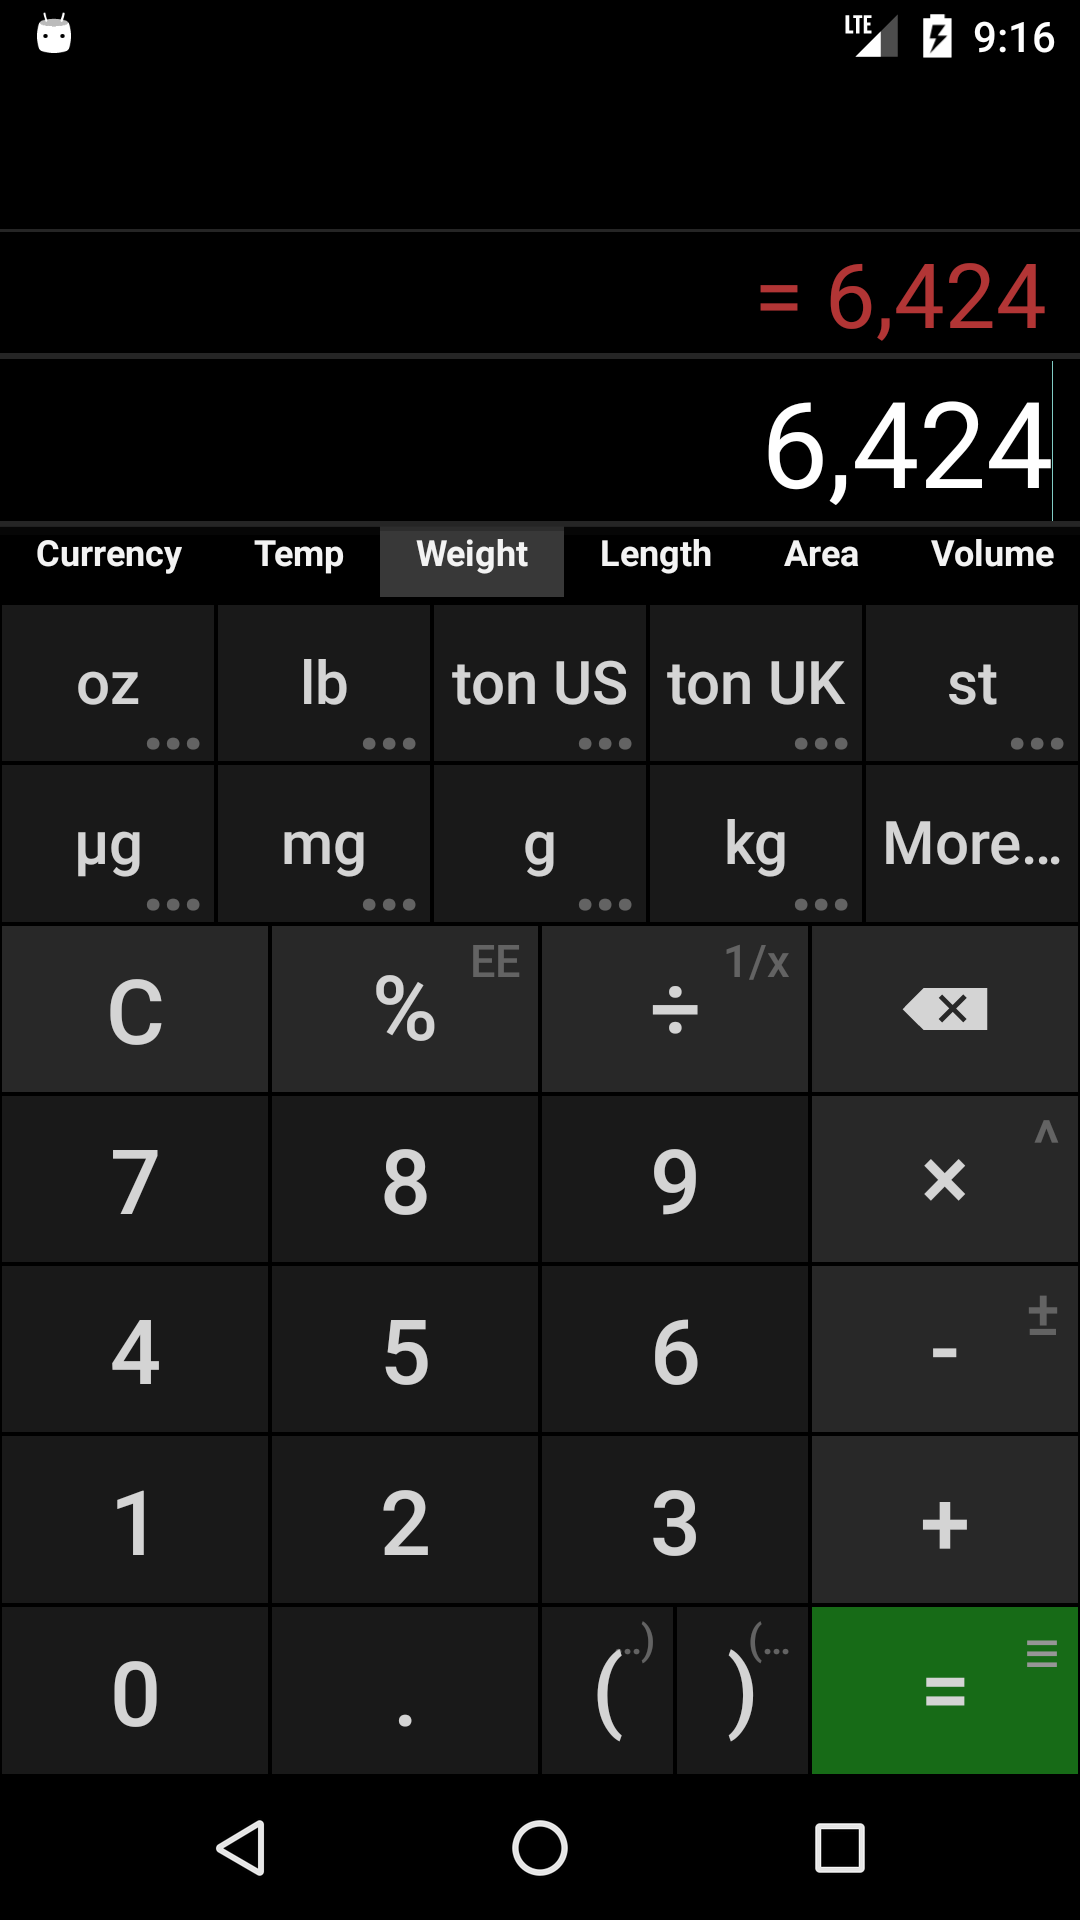 LTE 9:16
= 6,424
6,424
Currency Temp Weight Length Area Volume
oz lb ton US ton UK st
µg mg g kg More...
C % EE ÷ 1/x
7 8 9 × ^
4 5 6 - ±
1 2 3 +
0 . ( ..) ) (... =